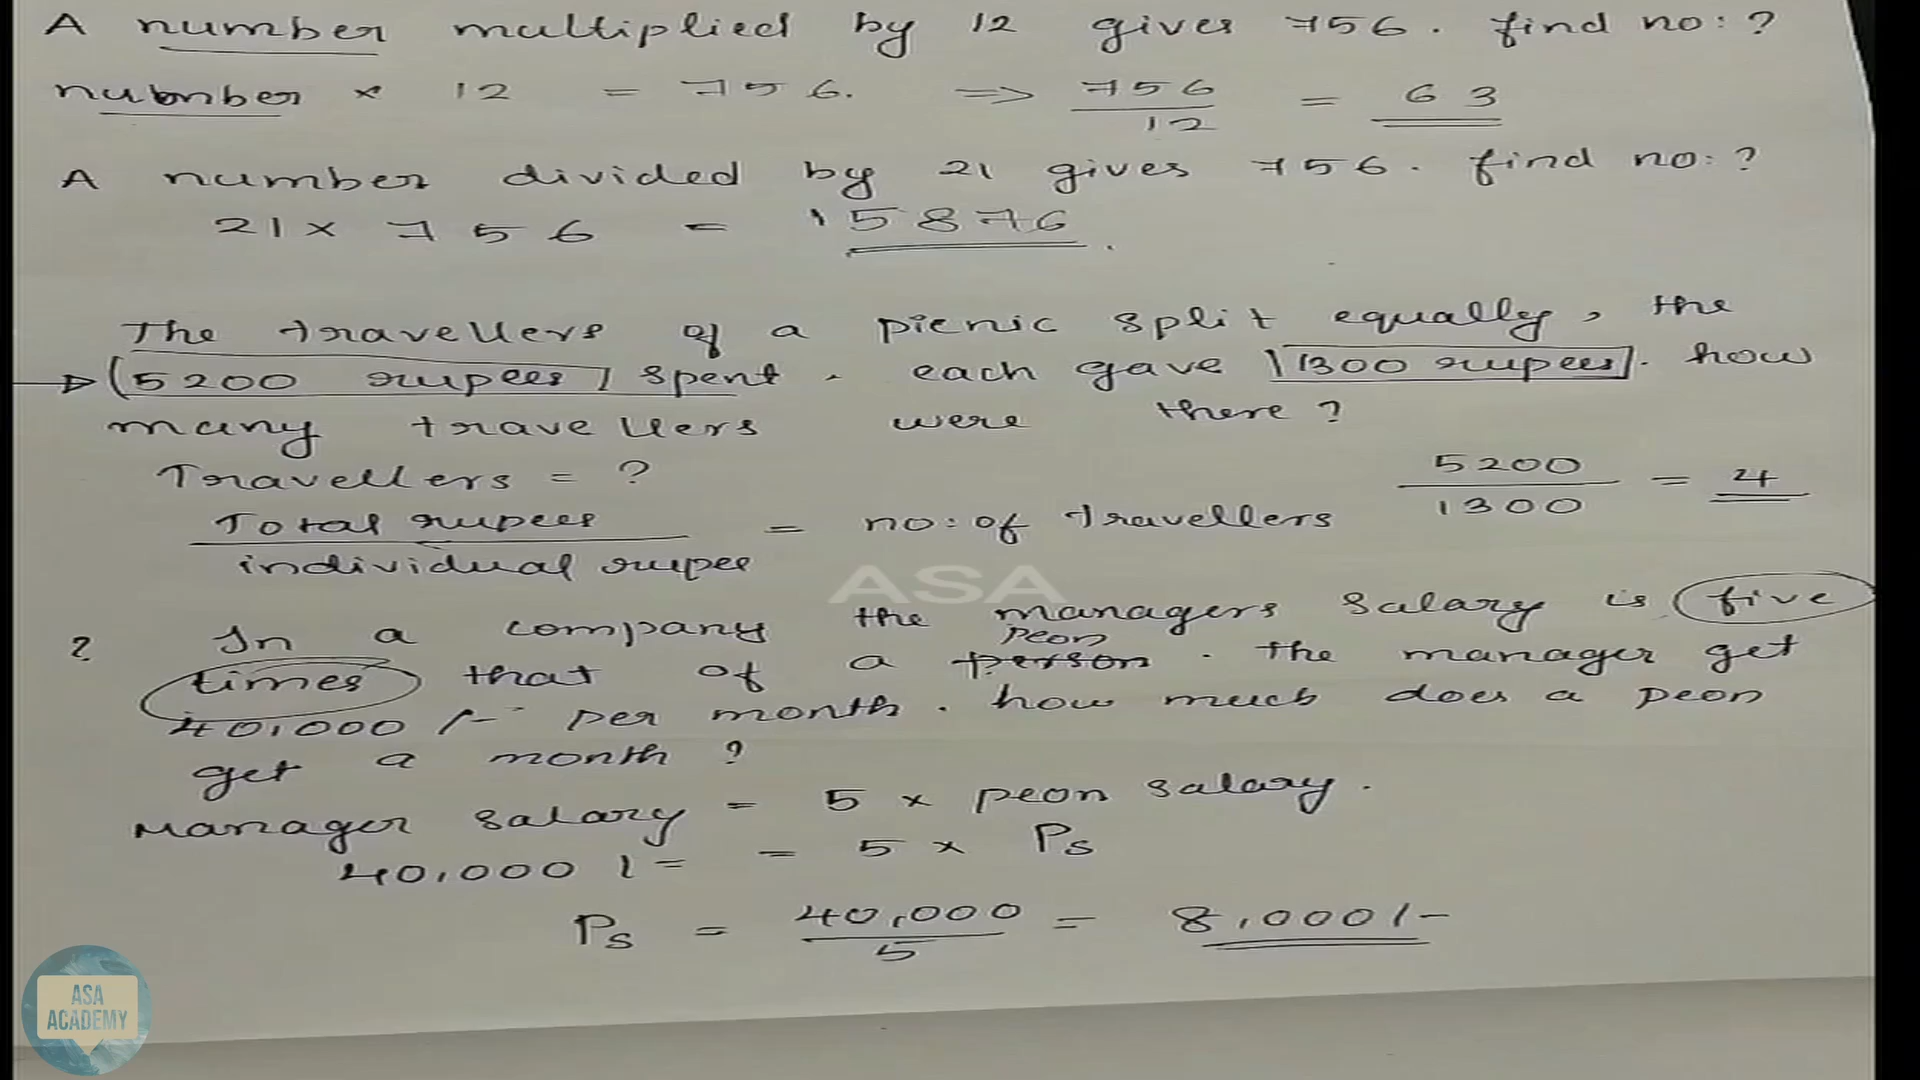 A number multiplied by 12 gives 756. find no: ?
number × 12 = 756. => 756/12 = 63
A number divided by 21 gives 756. find no: ?
21 × 756 = 15876.
The travellers of a picnic split equally, the
(5200 rupees) spent. each gave |1300 rupees|. how
many travellers were there ?
Travellers = ?
Total rupees / individual rupee = no: of Travellers 5200/1300 = 4
ASA
? In a company the managers salary is five
peon
times that of a person. The manager get
40,000/- per month. how much does a peon
get a month ?
Manager salary = 5 × peon salary.
40,000/= = 5 × Ps
Ps = 40,000/5 = 8,000/-
ASA
ACADEMY